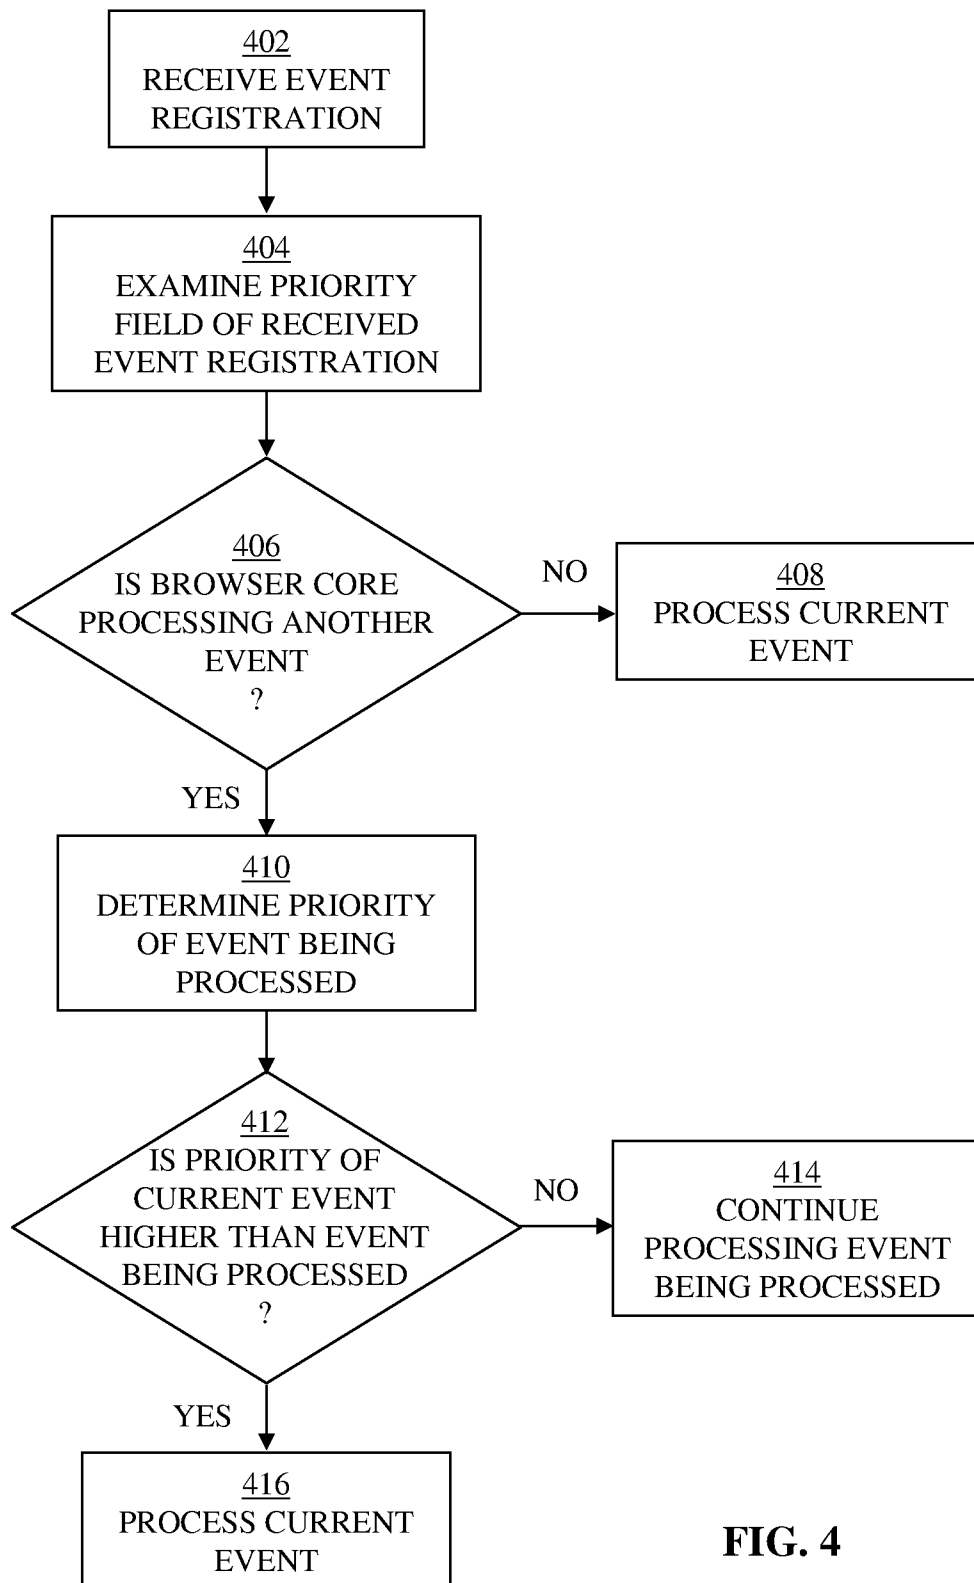 402
RECEIVE EVENT
REGISTRATION
404
EXAMINE PRIORITY
FIELD OF RECEIVED
EVENT REGISTRATION
406
IS BROWSER CORE
PROCESSING ANOTHER
EVENT
?
NO
408
PROCESS CURRENT
EVENT
YES
410
DETERMINE PRIORITY
OF EVENT BEING
PROCESSED
412
IS PRIORITY OF
CURRENT EVENT
HIGHER THAN EVENT
BEING PROCESSED
?
NO
414
CONTINUE
PROCESSING EVENT
BEING PROCESSED
YES
416
PROCESS CURRENT
EVENT
FIG. 4